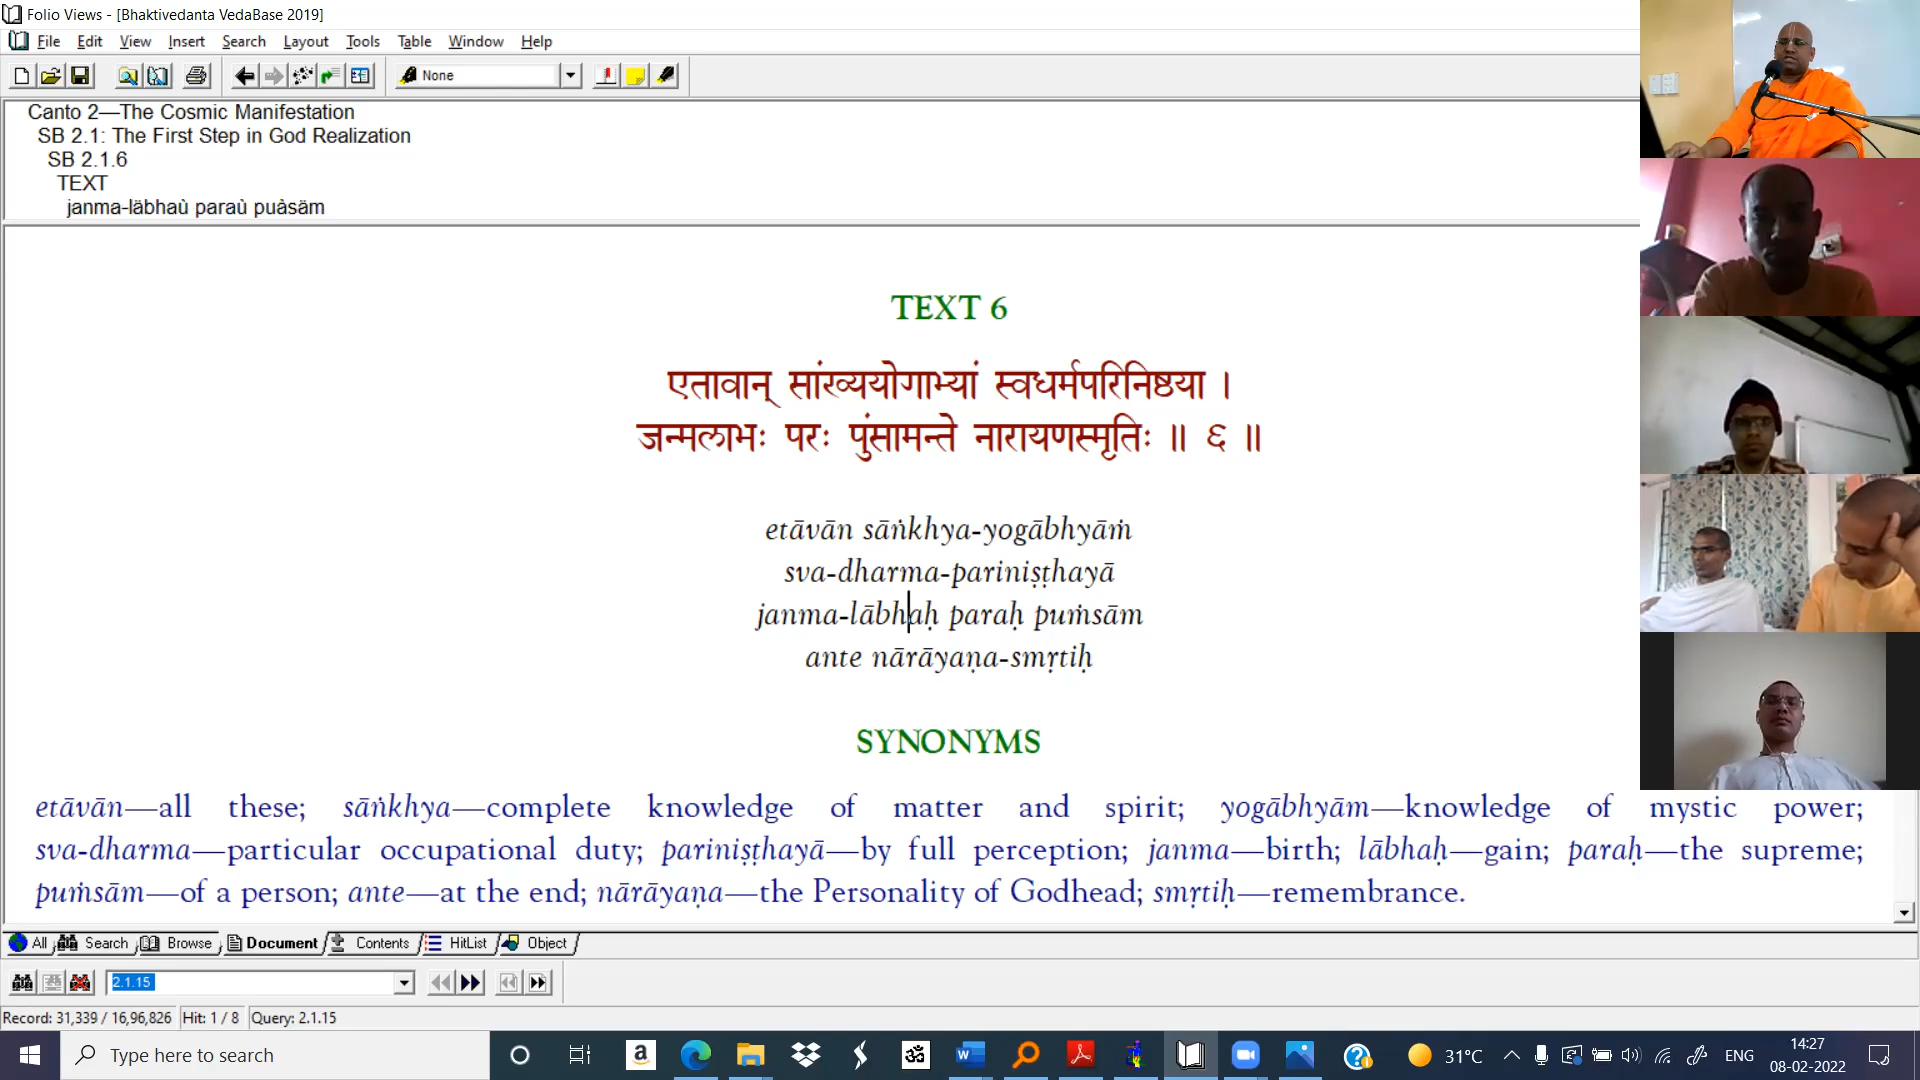 Folio Views - [Bhaktivedanta VedaBase 2019]
File Edit View Insert Search Layout Tools Table Window Help
None
Canto 2—The Cosmic Manifestation
SB 2.1: The First Step in God Realization
SB 2.1.6
TEXT
janma-läbhaù paraù puàsäm
TEXT 6
एतावान् सांख्ययोगाभ्यां स्वधर्मपरिनिष्ठया ।
जन्मलाभः परः पुंसामन्ते नारायणस्मृतिः ॥ ६ ॥
etāvān sāṅkhya-yogābhyāṁ
sva-dharma-pariniṣṭhayā
janma-lābhaḥ paraḥ puṁsām
ante nārāyaṇa-smṛtiḥ
SYNONYMS
etāvān—all these; sāṅkhya—complete knowledge of matter and spirit; yogābhyām—knowledge of mystic power;
sva-dharma—particular occupational duty; pariniṣṭhayā—by full perception; janma—birth; lābhaḥ—gain; paraḥ—the supreme;
puṁsām—of a person; ante—at the end; nārāyaṇa—the Personality of Godhead; smṛtiḥ—remembrance.
All Search Browse Document Contents HitList Object
2.1.15
Record: 31,339 / 16,96,826 Hit: 1 / 8 Query: 2.1.15
Type here to search
31°C ENG
14:27
08-02-2022